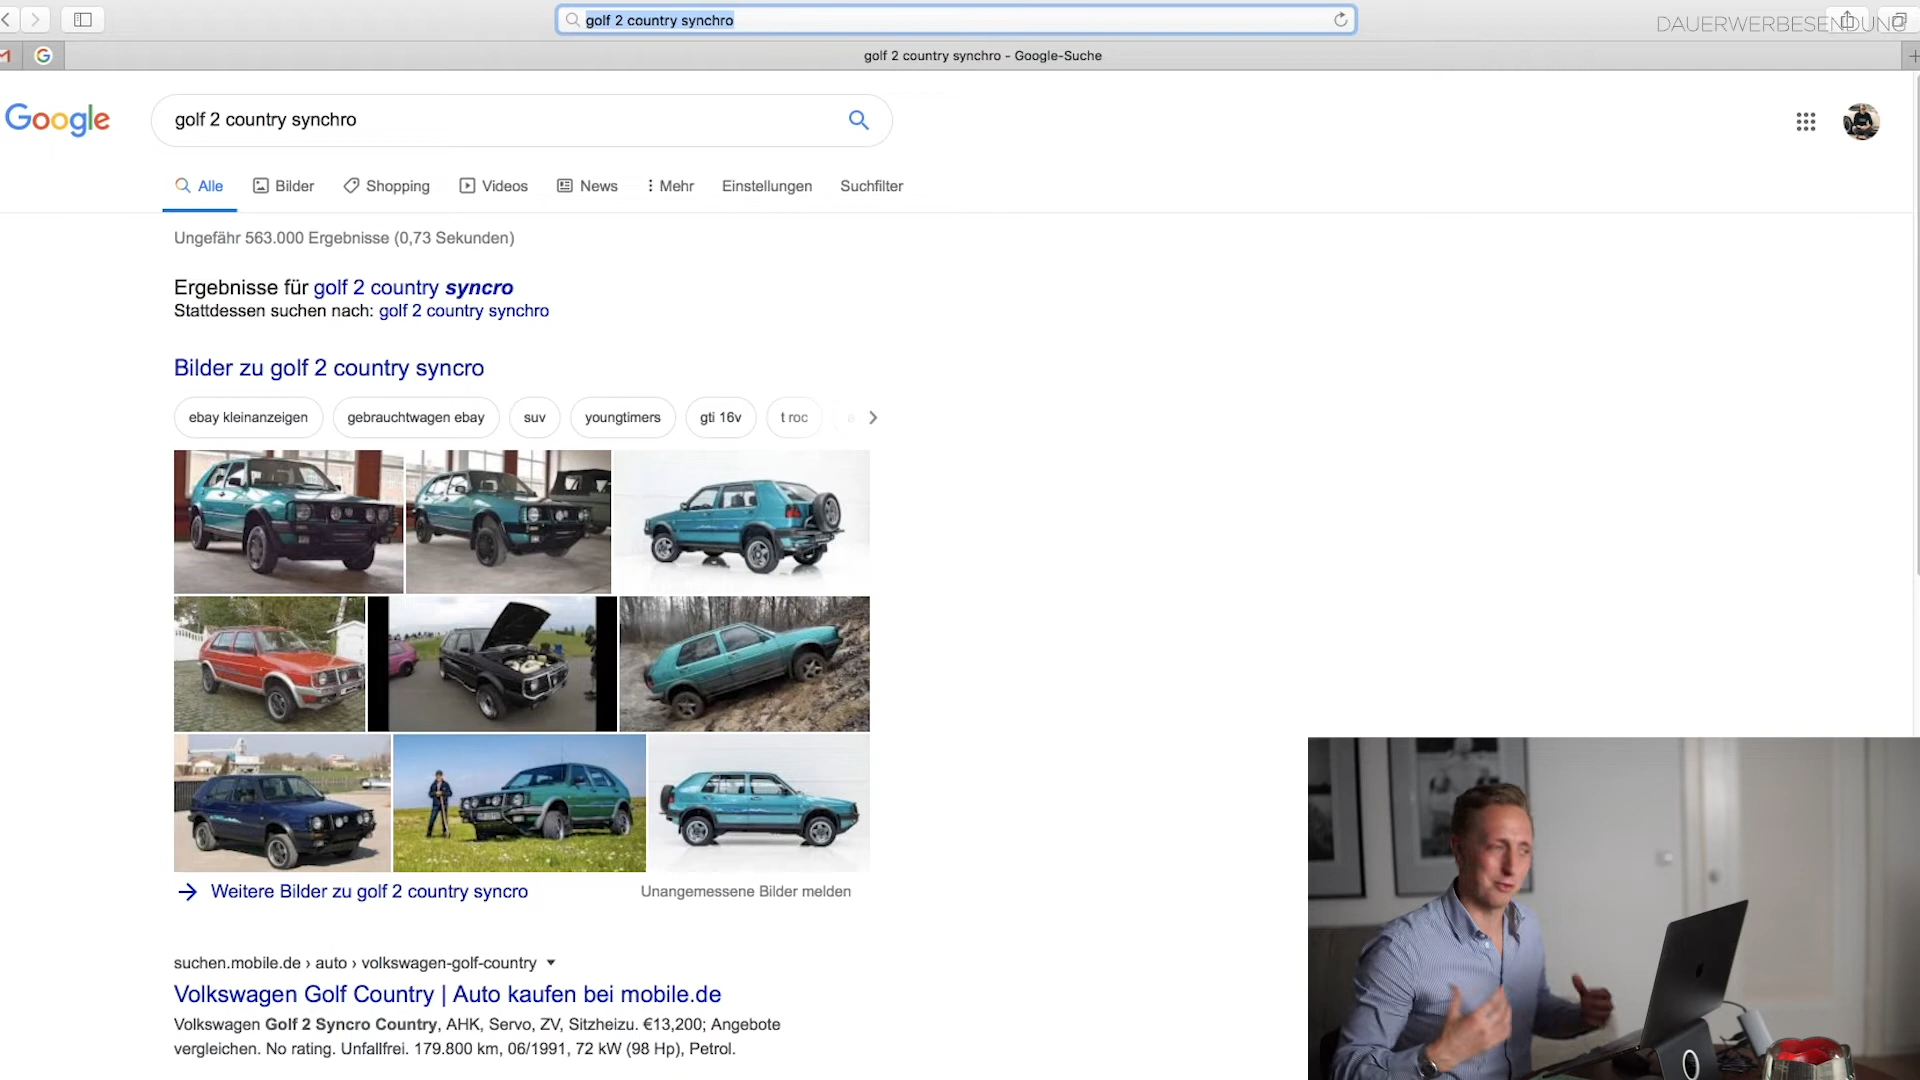 golf 2 country synchro
DAUERWERBESENDUNG
golf 2 country synchro - Google-Suche
Google
golf 2 country synchro
Alle
Bilder
Shopping
Videos
News
Mehr
Einstellungen
Suchfilter
Ungefähr 563.000 Ergebnisse (0,73 Sekunden)
Ergebnisse für golf 2 country syncro
Stattdessen suchen nach: golf 2 country synchro
Bilder zu golf 2 country syncro
ebay kleinanzeigen
gebrauchtwagen ebay
suv
youngtimers
gti 16v
t roc
Weitere Bilder zu golf 2 country syncro
Unangemessene Bilder melden
suchen.mobile.de › auto › volkswagen-golf-country
Volkswagen Golf Country | Auto kaufen bei mobile.de
Volkswagen Golf 2 Syncro Country, AHK, Servo, ZV, Sitzheizu. €13,200; Angebote
vergleichen. No rating. Unfallfrei. 179.800 km, 06/1991, 72 kW (98 Hp), Petrol.